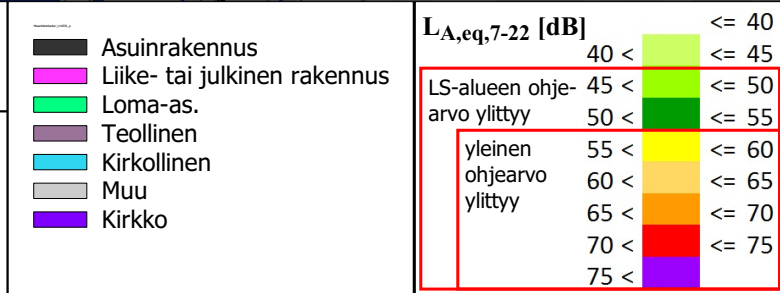 Asuinrakennus
Liike- tai julkinen rakennus
Loma-as.
Teollinen
Kirkollinen
Muu
Kirkko
L A,eq,7-22 [dB]
<= 40
40 < <= 45
LS-alueen ohje- 45 < <= 50
arvo ylittyy 50 < <= 55
yleinen 55 < <= 60
ohjearvo 60 < <= 65
ylittyy 65 < <= 70
70 < <= 75
75 <